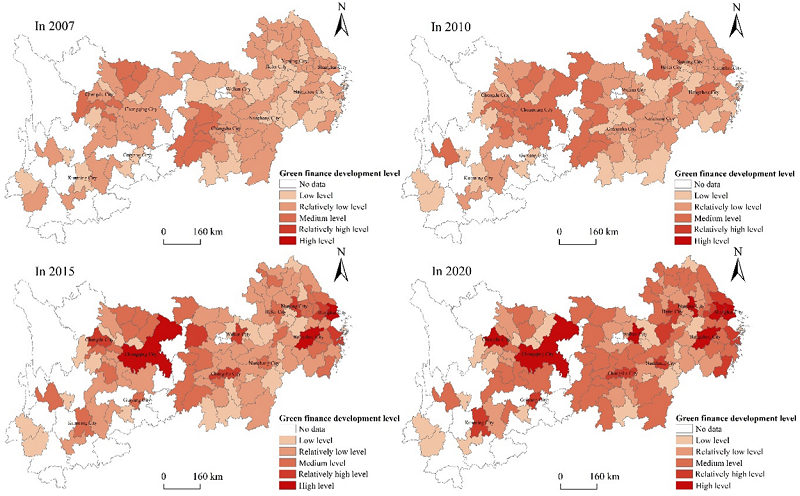 In 2007
N
Nanjing City
Hefei City
Shanghai City
Chengdu City
Wuhan City
Hangzhou City
Chongqing City
Nanchang City
Changsha City
Guiyang City
Kunming City
Green finance development level
No data
Low level
Relatively low level
Medium level
Relatively high level
High level
0 160 km
In 2010
N
Nanjing City
Hefei City
Shanghai City
Chengdu City
Wuhan City
Hangzhou City
Chongqing City
Nanchang City
Changsha City
Guiyang City
Kunming City
Green finance development level
No data
Low level
Relatively low level
Medium level
Relatively high level
High level
0 160 km
In 2015
N
Nanjing City
Hefei City
Shanghai City
Chengdu City
Wuhan City
Hangzhou City
Chongqing City
Nanchang City
Changsha City
Guiyang City
Kunming City
Green finance development level
No data
Low level
Relatively low level
Medium level
Relatively high level
High level
0 160 km
In 2020
N
Nanjing City
Hefei City
Shanghai City
Chengdu City
Wuhan City
Hangzhou City
Chongqing City
Nanchang City
Changsha City
Guiyang City
Kunming City
Green finance development level
No data
Low level
Relatively low level
Medium level
Relatively high level
High level
0 160 km